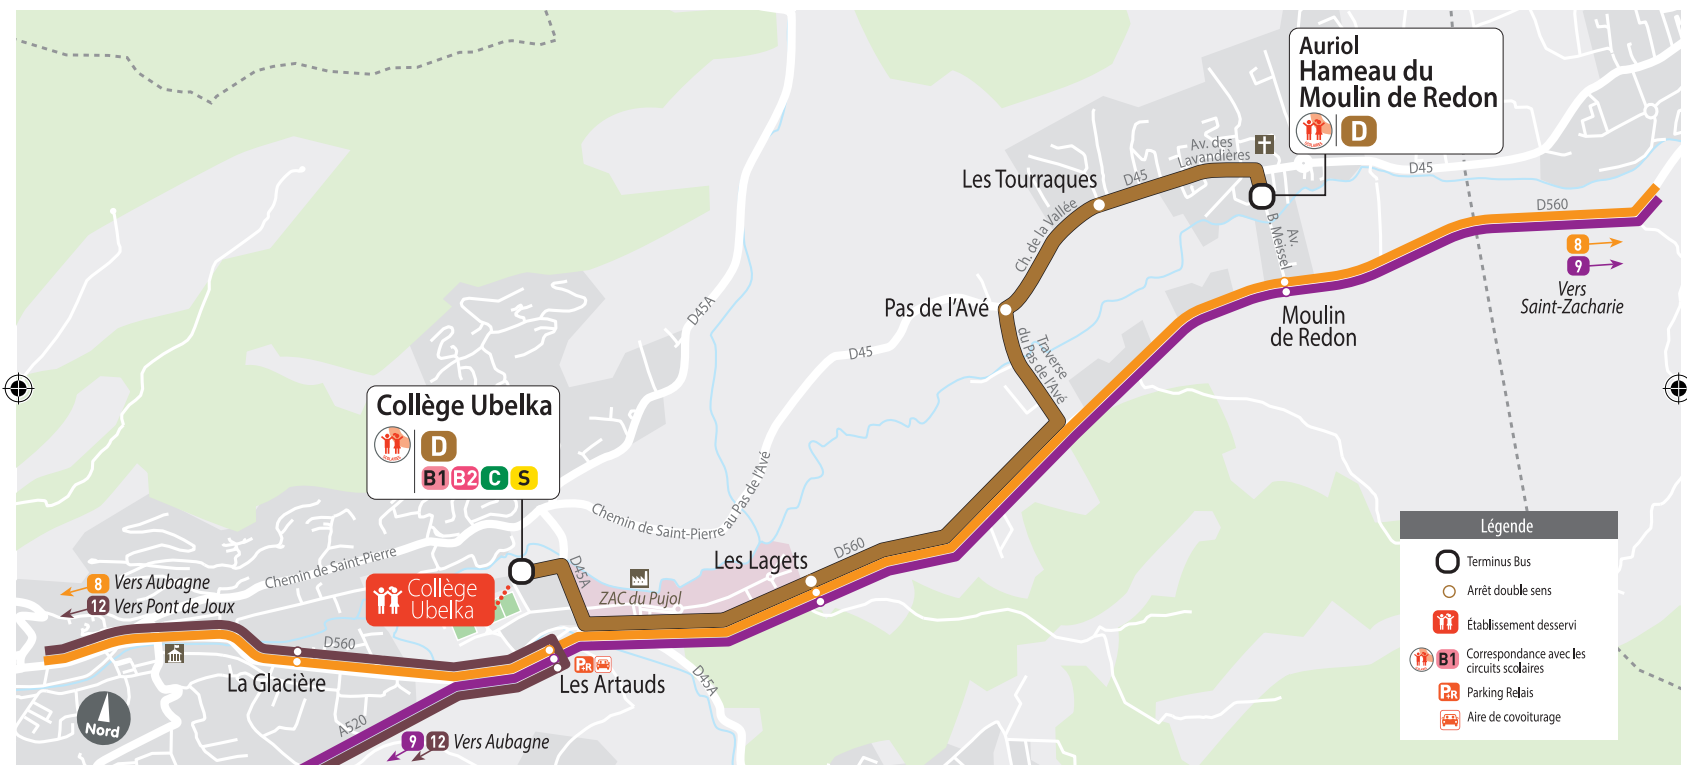 Auriol
Hameau du
Moulin de Redon
SCOLAIRES
D
Av. des
Lavandières
D45
D45
Les Tourraques
Ch. de la Vallée
Av.
B. Meissel
D560
8
9
Vers
Saint-Zacharie
Pas de l'Avé
Moulin
de Redon
D45A
D45
Traverse
du Pas de l'Avé
Collège Ubelka
SCOLAIRES
D
B1 B2 C S
Chemin de Saint-Pierre au Pas de l'Avé
Chemin de Saint-Pierre
Les Lagets
D560
D45A
8 Vers Aubagne
12 Vers Pont de Joux
Collège
Ubelka
ZAC du Pujol
D560
La Glacière
P+R
Les Artauds
D45A
A520
Nord
9 12 Vers Aubagne
Légende
Terminus Bus
Arrêt double sens
Établissement desservi
B1 Correspondance avec les
circuits scolaires
P+R Parking Relais
Aire de covoiturage